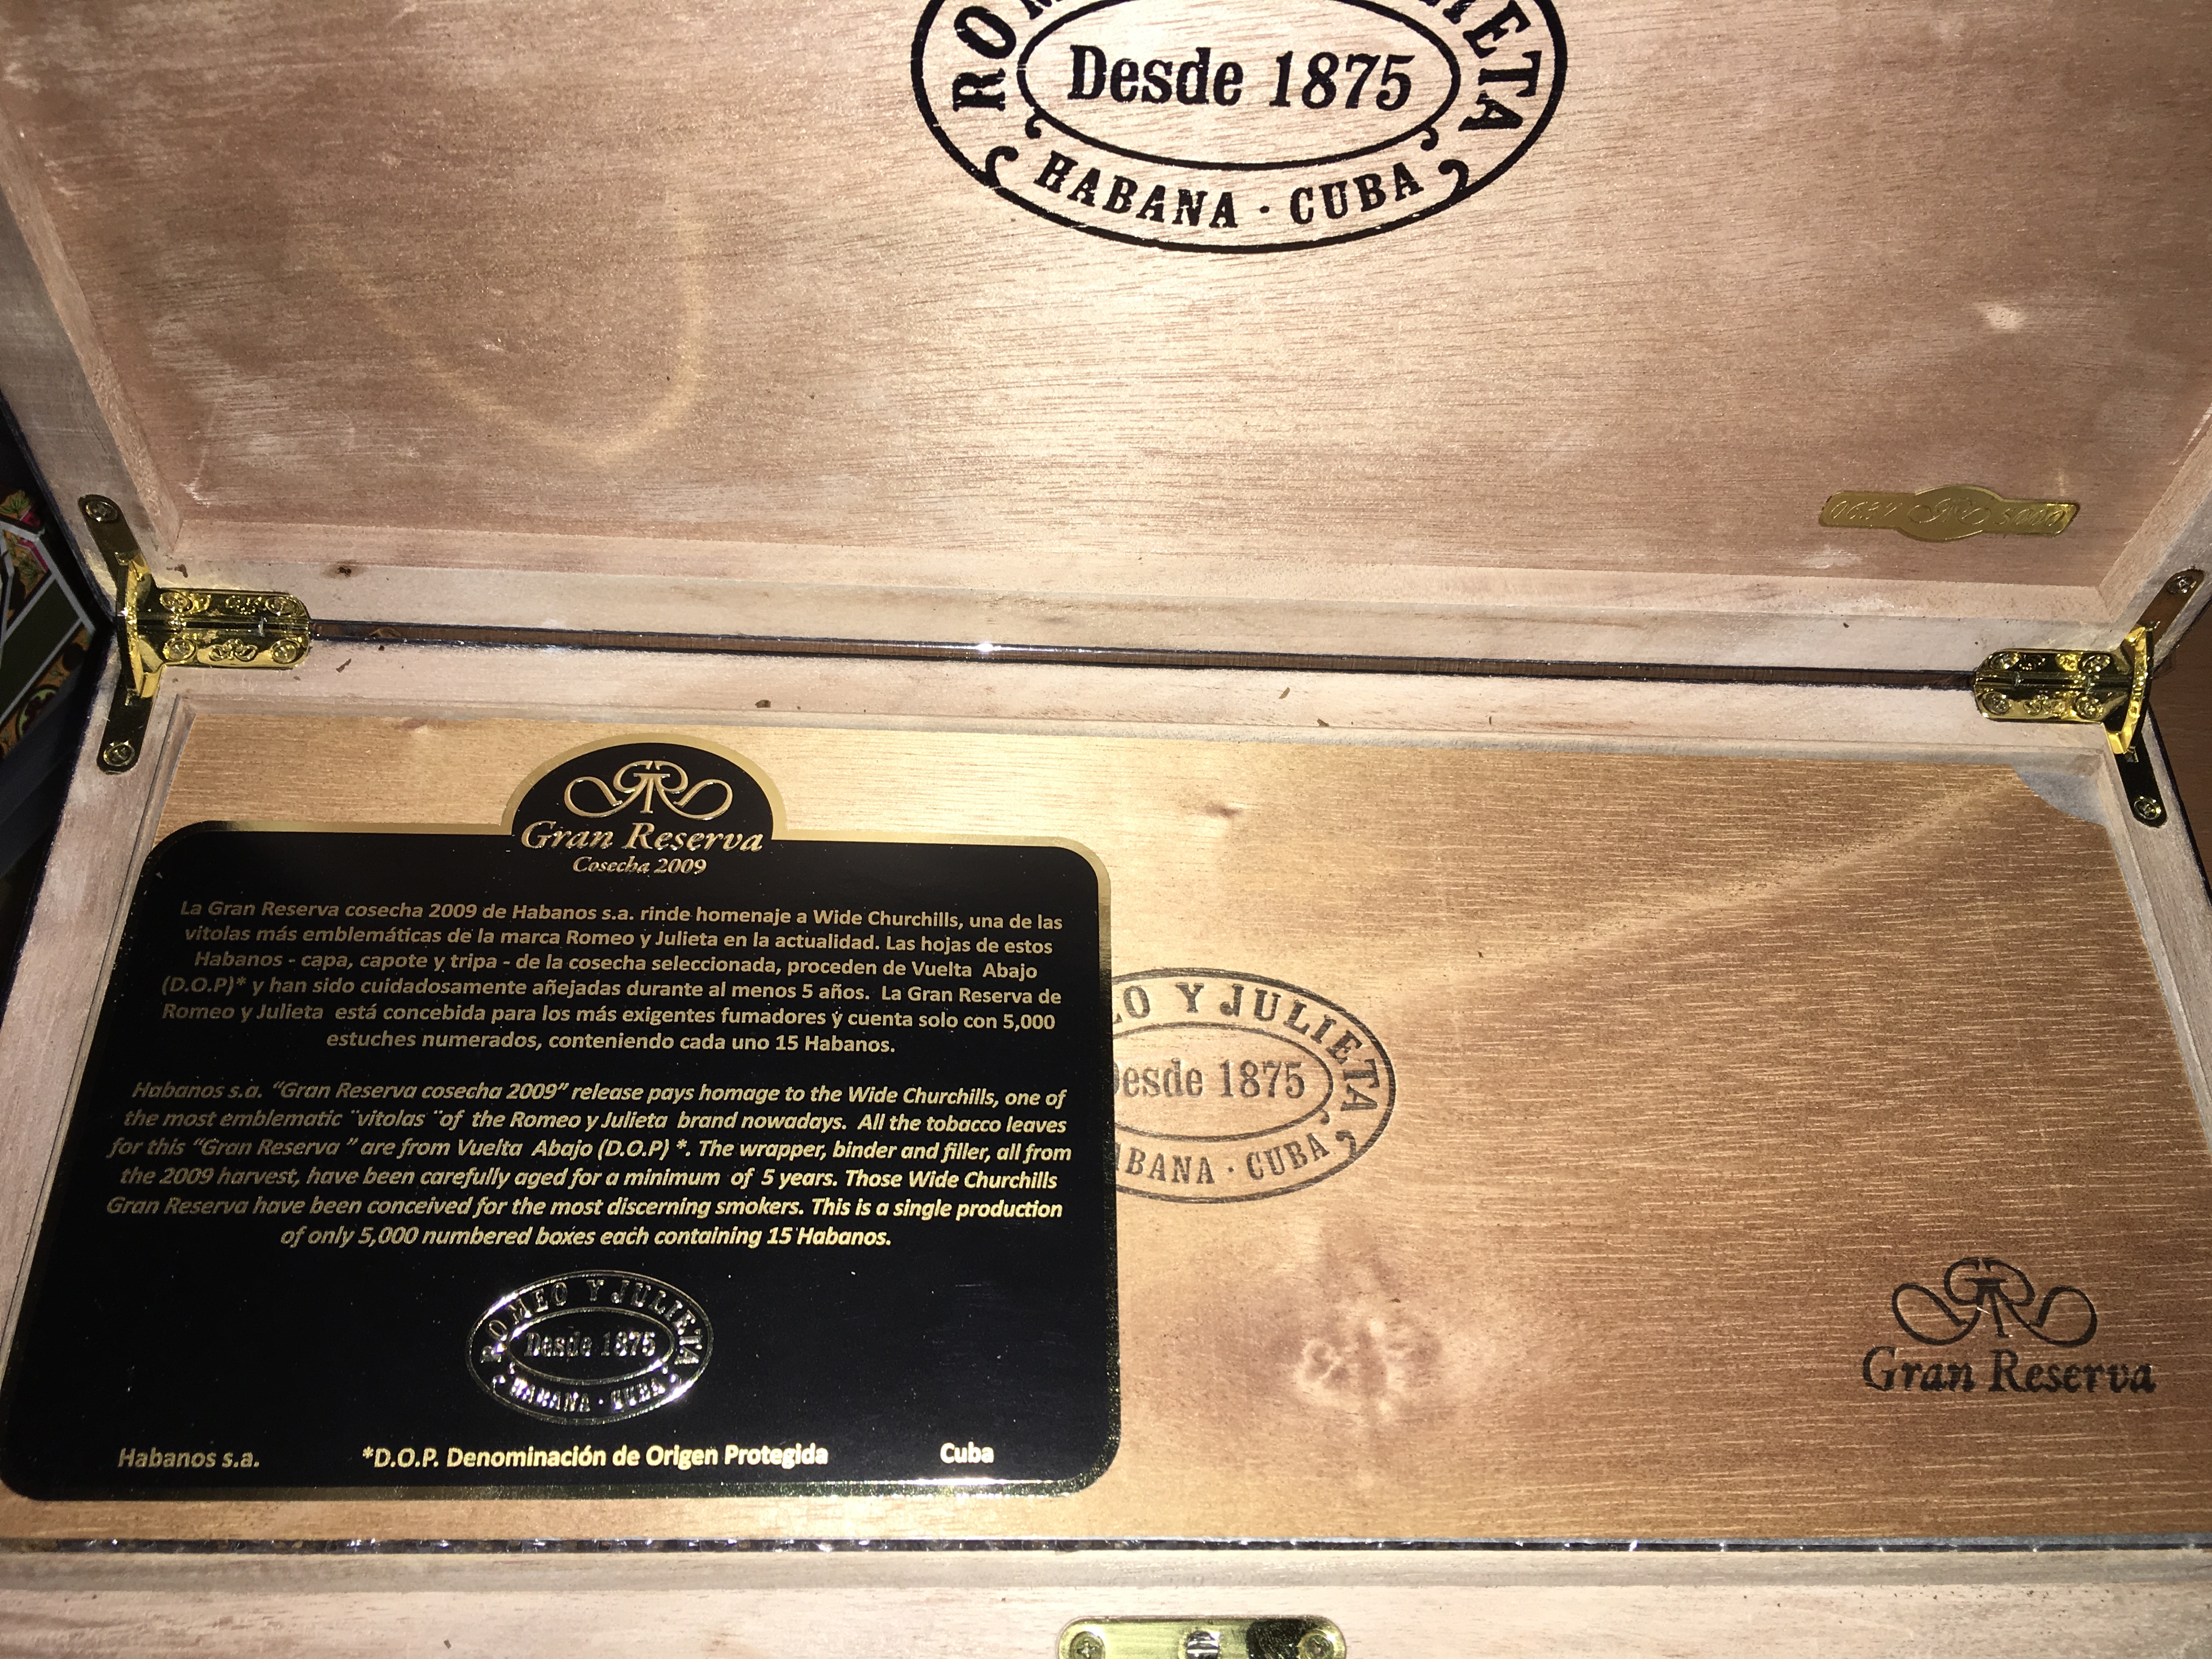 Desde 1875
HABANA · CUBA
5000
Gran Reserva
Cosecha 2009
La Gran Reserva cosecha 2009 de Habanos s.a. rinde homenaje a Wide Churchills, una de las
vitolas más emblemáticas de la marca Romeo y Julieta en la actualidad. Las hojas de estos
Habanos - capa, capote y tripa - de la cosecha seleccionada, proceden de Vuelta Abajo
(D.O.P)* y han sido cuidadosamente añejadas durante al menos 5 años. La Gran Reserva de
Romeo y Julieta está concebida para los más exigentes fumadores y cuenta solo con 5,000
estuches numerados, conteniendo cada uno 15 Habanos.
Habanos s.a. “Gran Reserva cosecha 2009” release pays homage to the Wide Churchills, one of
the most emblematic ¨vitolas ¨of the Romeo y Julieta brand nowadays. All the tobacco leaves
for this “Gran Reserva ” are from Vuelta Abajo (D.O.P) *. The wrapper, binder and filler, all from
the 2009 harvest, have been carefully aged for a minimum of 5 years. Those Wide Churchills
Gran Reserva have been conceived for the most discerning smokers. This is a single production
of only 5,000 numbered boxes each containing 15 Habanos.
ROMEO Y JULIETA
Desde 1875
HABANA · CUBA
Habanos s.a.
*D.O.P. Denominación de Origen Protegida
Cuba
EO Y JULIETA
esde 1875
BANA · CUBA
Gran Reserva